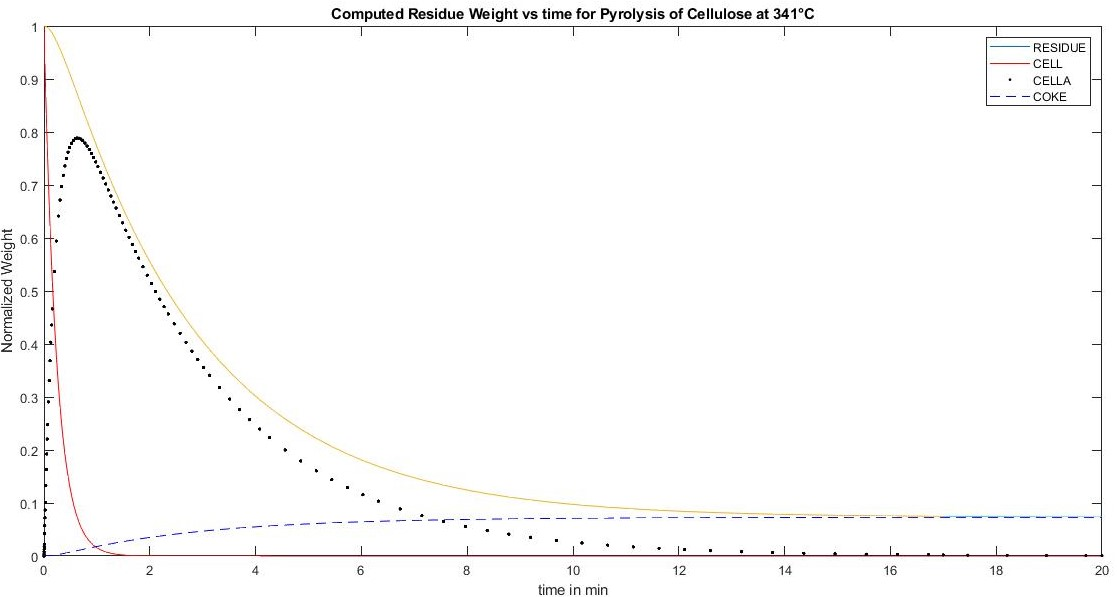 Computed Residue Weight vs time for Pyrolysis of Cellulose at 341°C
RESIDUE
CELL
CELLA
COKE
Normalized Weight
1
0.9
0.8
0.7
0.6
0.5
0.4
0.3
0.2
0.1
0
0 2 4 6 8 10 12 14 16 18 20
time in min